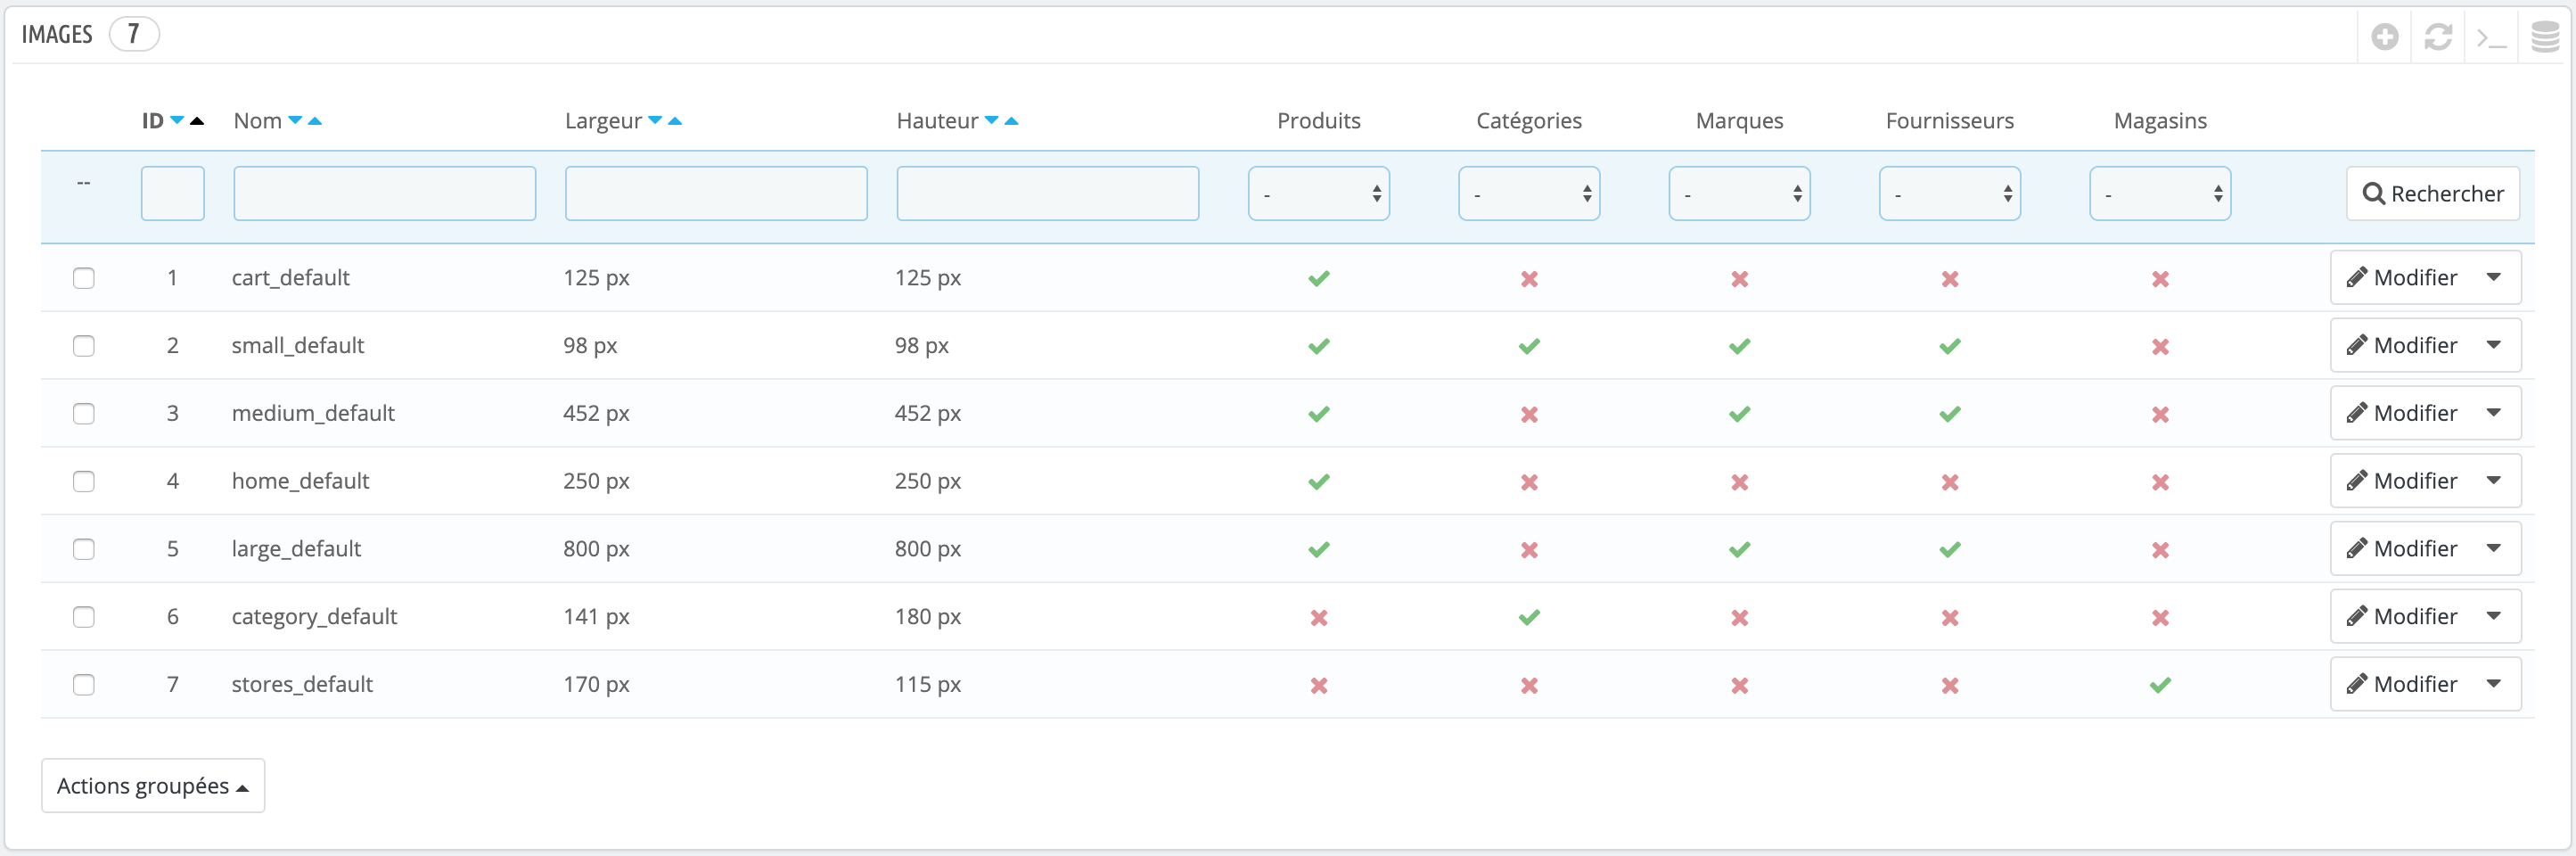 IMAGES 7
ID Nom Largeur Hauteur Produits Catégories Marques Fournisseurs Magasins
-- - - - - - Rechercher
1 cart_default 125 px 125 px Modifier
2 small_default 98 px 98 px Modifier
3 medium_default 452 px 452 px Modifier
4 home_default 250 px 250 px Modifier
5 large_default 800 px 800 px Modifier
6 category_default 141 px 180 px Modifier
7 stores_default 170 px 115 px Modifier
Actions groupées